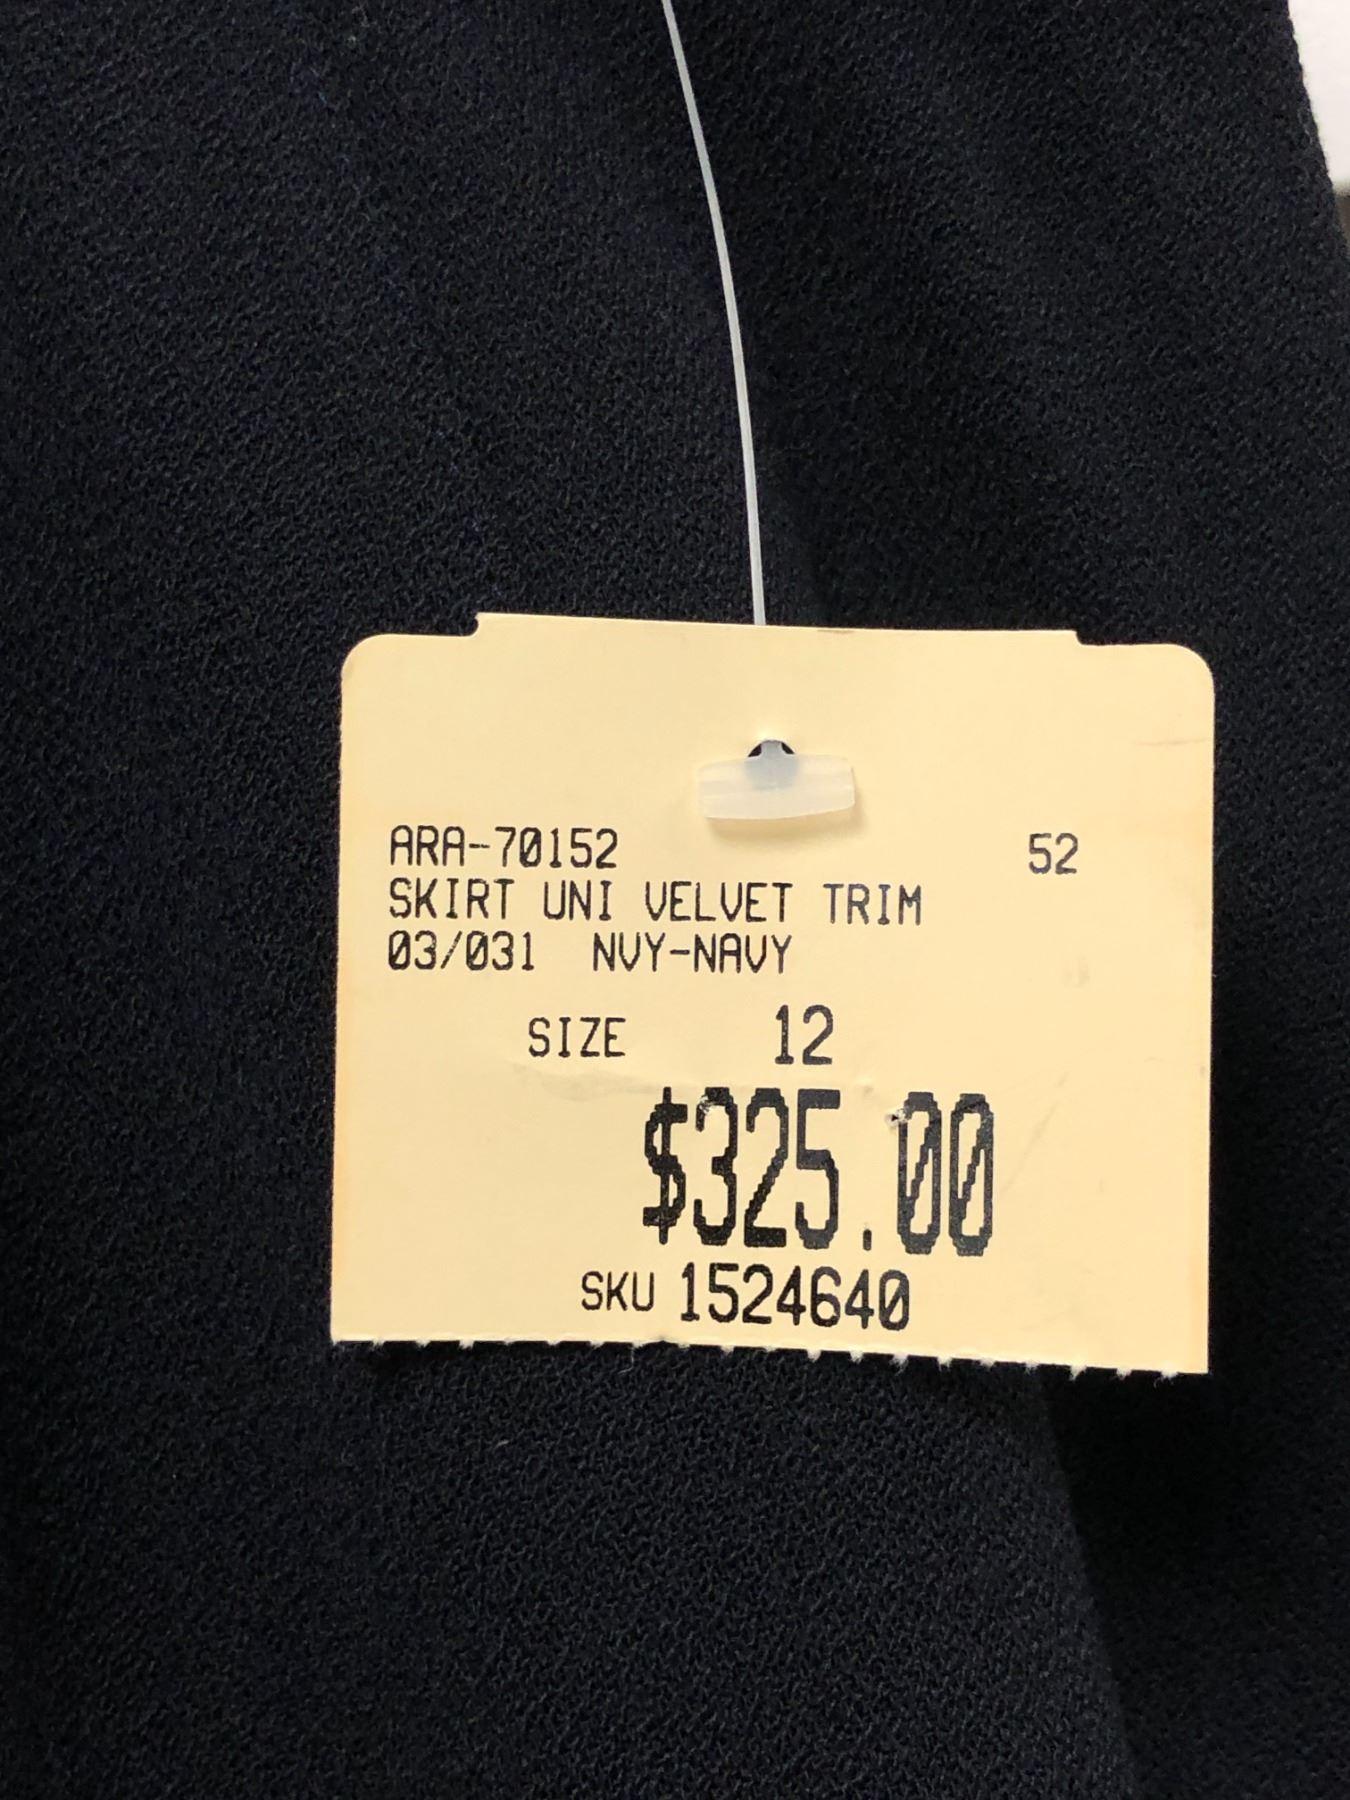 ARA-70152 52
SKIRT UNI VELVET TRIM
03/031 NVY-NAVY
SIZE 12
$325.00
SKU 1524640